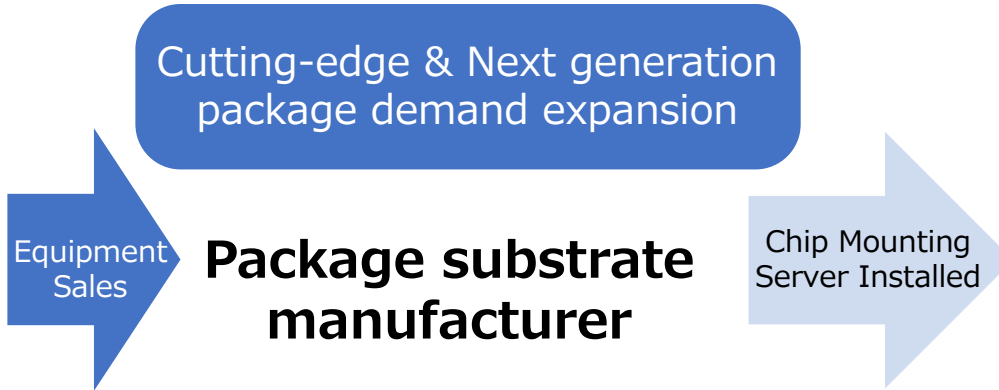 Cutting-edge & Next generation
package demand expansion
Equipment
Sales
Package substrate
manufacturer
Chip Mounting
Server Installed